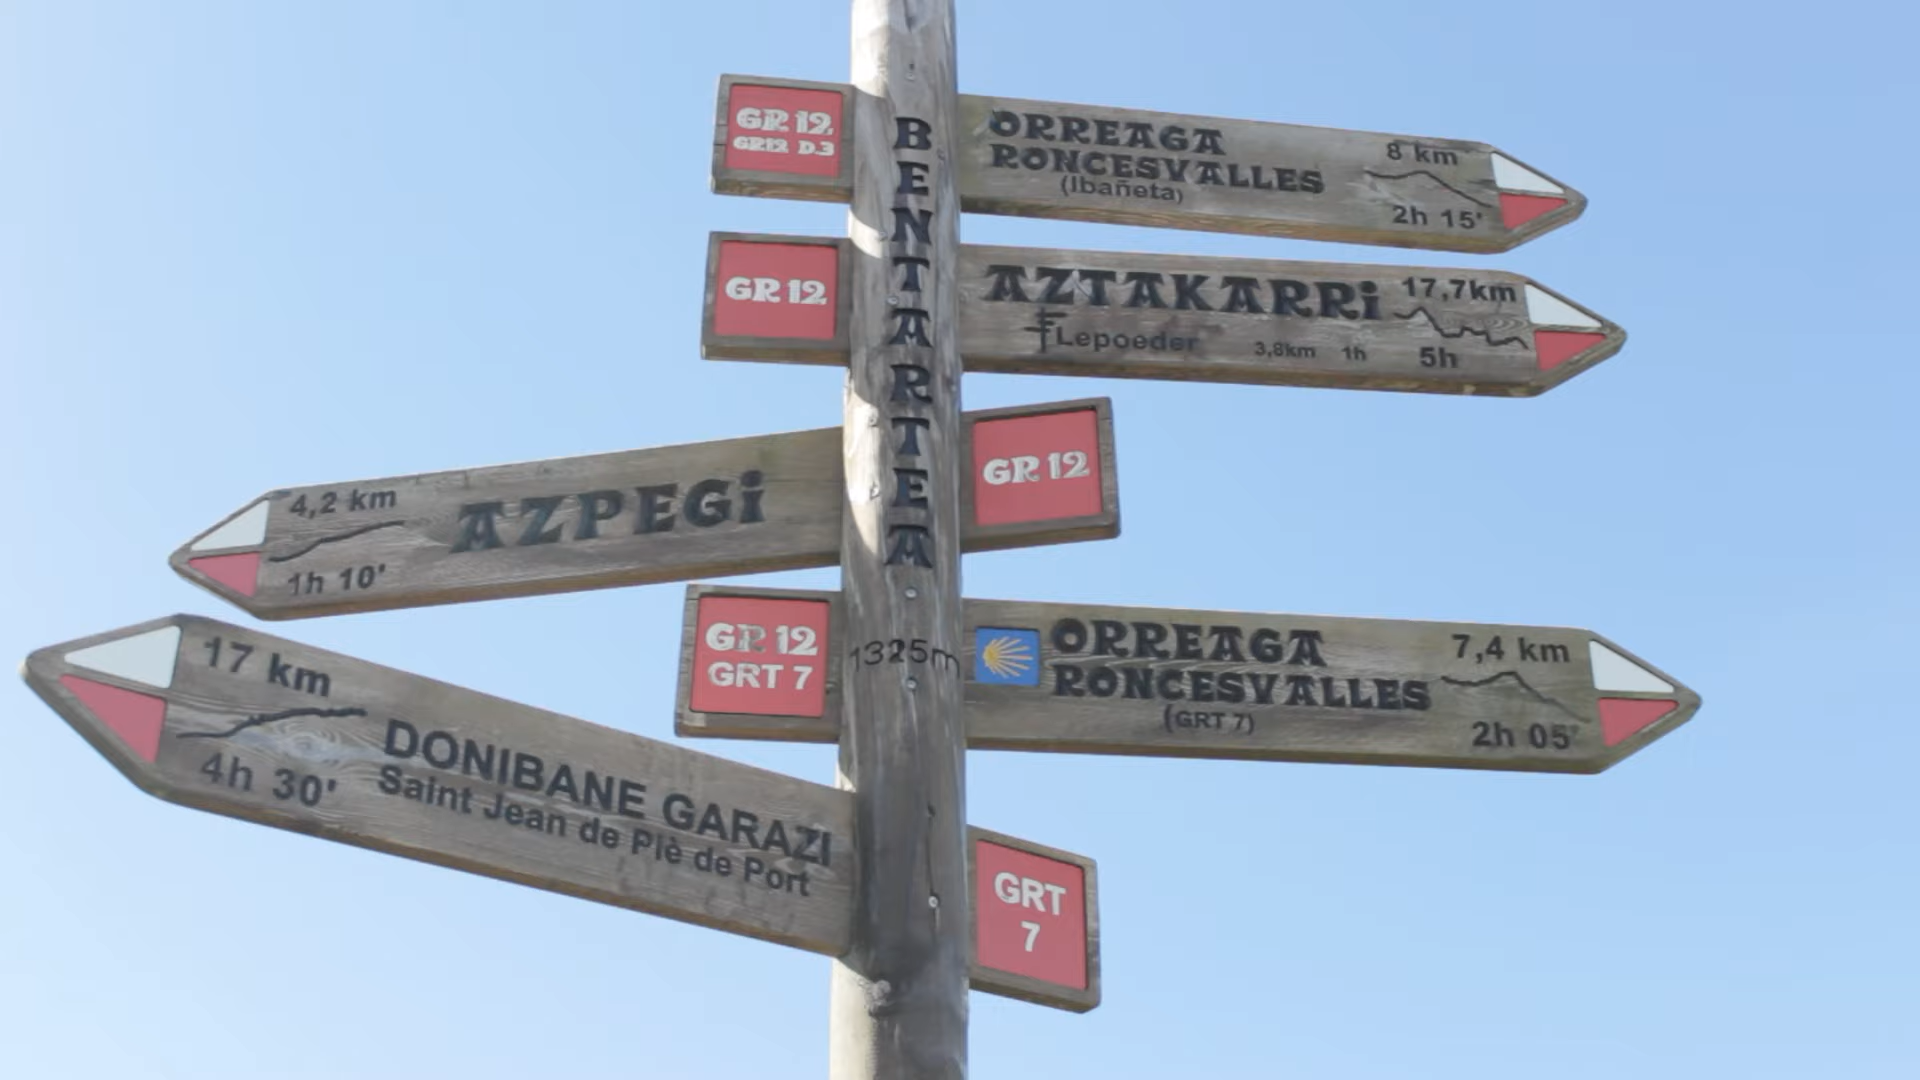 GR 12
GR12 D.3
ORREAGA
RONCESVALLES
(Ibañeta)
8 km
2h 15'
GR 12
AZTAKARRi
Lepoeder 3,8km 1h
17,7km
5h
4,2 km
1h 10'
AZPEGi
GR 12
BENTARTEA
1325m
GR 12
GRT 7
ORREAGA
RONCESVALLES
(GRT 7)
7,4 km
2h 05'
17 km
4h 30'
DONIBANE GARAZI
Saint Jean de Piè de Port
GRT
7